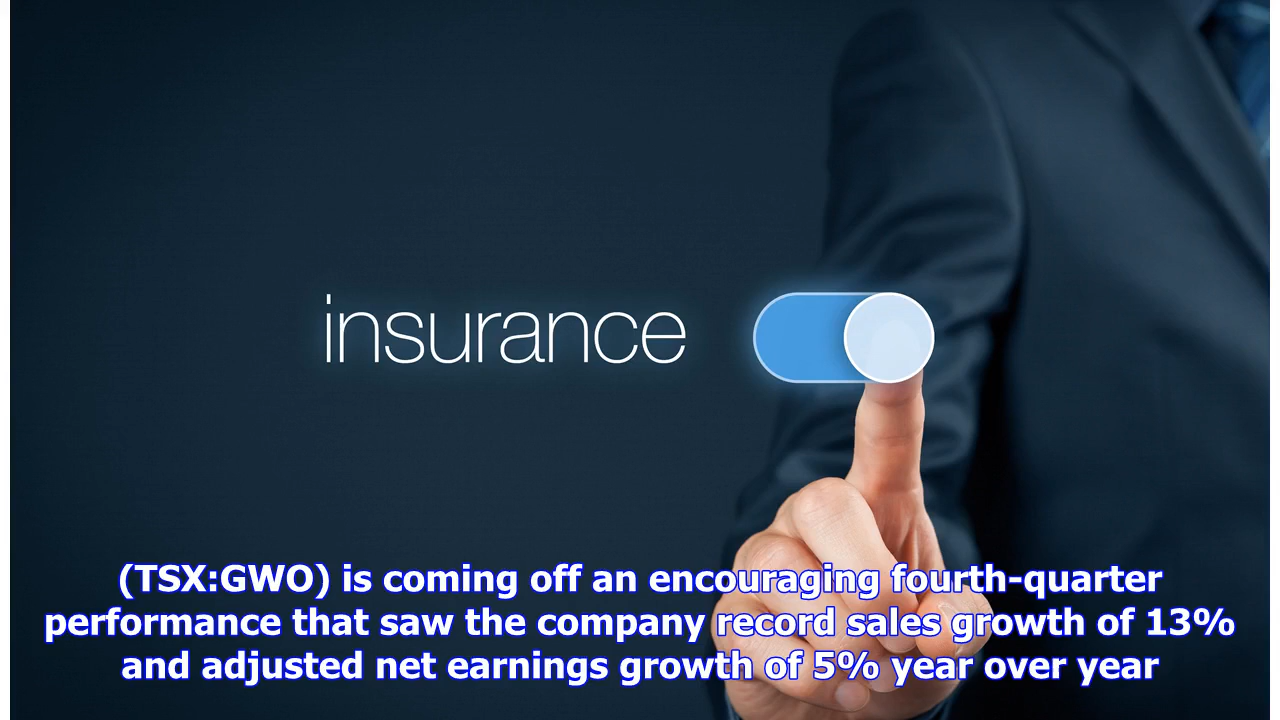 insurance
(TSX:GWO) is coming off an encouraging fourth-quarter
performance that saw the company record sales growth of 13%
and adjusted net earnings growth of 5% year over year